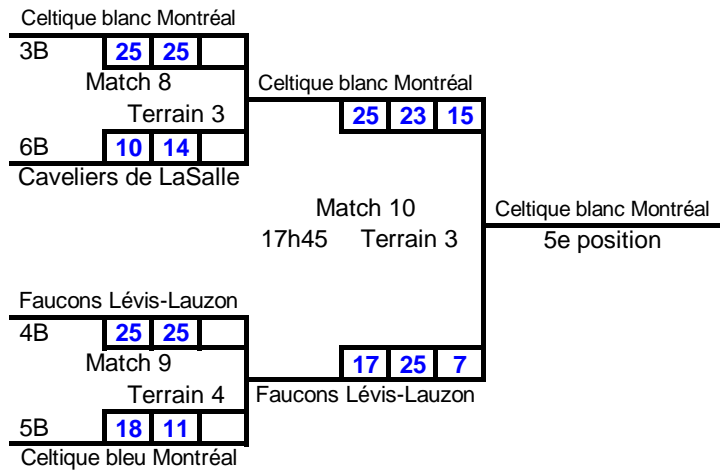 Celtique blanc Montréal
3B 25 25
Match 8
Terrain 3
6B 10 14
Caveliers de LaSalle
Celtique blanc Montréal
25 23 15
Match 10
17h45 Terrain 3
Celtique blanc Montréal
5e position
Faucons Lévis-Lauzon
4B 25 25
Match 9
Terrain 4
5B 18 11
Celtique bleu Montréal
17 25 7
Faucons Lévis-Lauzon